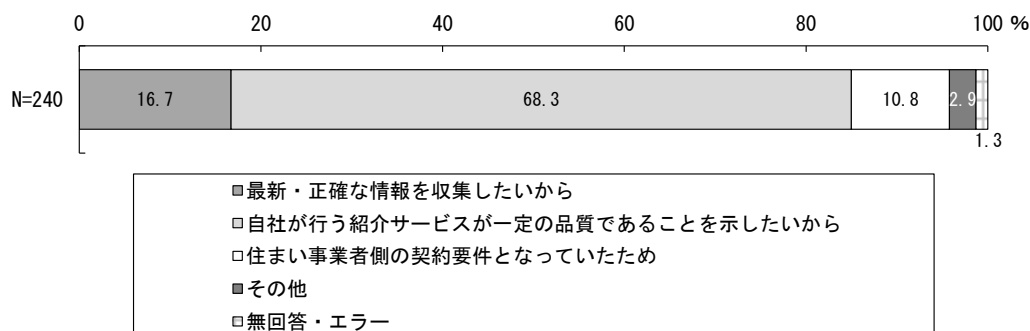 0 20 40 60 80 100 %
N=240 16.7 68.3 10.8 2.9
1.3
最新・正確な情報を収集したいから
自社が行う紹介サービスが一定の品質であることを示したいから
住まい事業者側の契約要件となっていたため
その他
無回答・エラー